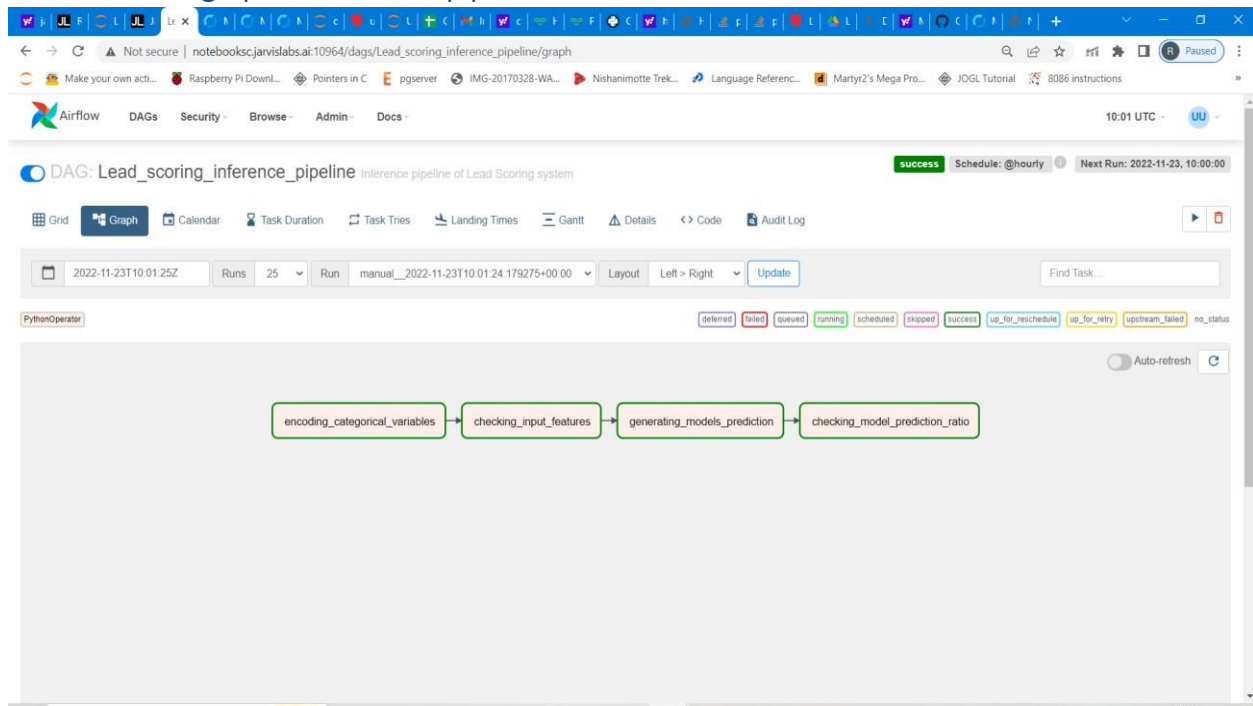 Not secure | notebooksc.jarvislabs.ai:10964/dags/Lead_scoring_inference_pipeline/graph
R Paused
Make your own acti... Raspberry Pi Downl... Pointers in C pgserver IMG-20170328-WA... Nishanimotte Trek... Language Referenc... Martyr2's Mega Pro... JOGL Tutorial 8086 instructions »
Airflow DAGs Security Browse Admin Docs 10:01 UTC UU
DAG: Lead_scoring_inference_pipeline Inference pipeline of Lead Scoring system success Schedule: @hourly Next Run: 2022-11-23, 10:00:00
Grid Graph Calendar Task Duration Task Tries Landing Times Gantt Details <> Code Audit Log
2022-11-23T10:01:25Z Runs 25 Run manual__2022-11-23T10:01:24.179275+00:00 Layout Left > Right Update Find Task...
PythonOperator deferred failed queued running scheduled skipped success up_for_reschedule up_for_retry upstream_failed no_status
Auto-refresh
encoding_categorical_variables checking_input_features generating_models_prediction checking_model_prediction_ratio